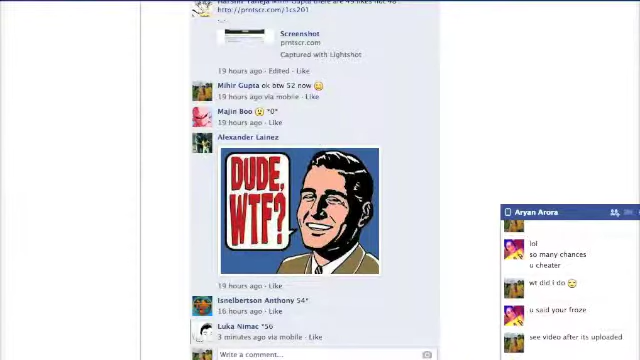 http://prntscr.com/1cs201
Screenshot
prntscr.com
Captured with Lightshot
19 hours ago · Edited · Like
Mihir Gupta ok btw 52 now
19 hours ago via mobile · Like
Majin Boo *0*
19 hours ago · Like
Alexander Lainez
DUDE,
WTF?
19 hours ago · Like
Isnelbertson Anthony 54*
16 hours ago · Like
Luka Nimac *56
3 minutes ago via mobile · Like
Write a comment...
Aryan Arora
lol
so many chances
u cheater
wt did i do
u said your froze
see video after its uploaded